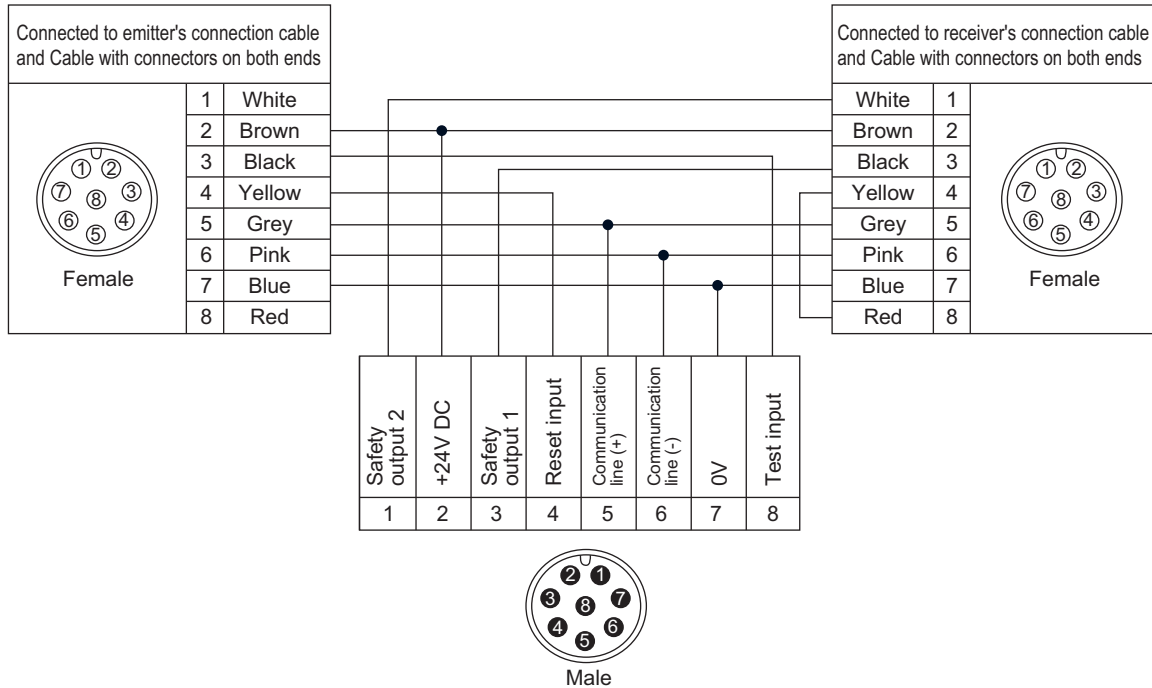 Connected to emitter's connection cable
and Cable with connectors on both ends
1 White
2 Brown
3 Black
4 Yellow
5 Grey
6 Pink
7 Blue
8 Red
1 2
7 8 3
6 5 4
Female
Connected to receiver's connection cable
and Cable with connectors on both ends
White 1
Brown 2
Black 3
Yellow 4
Grey 5
Pink 6
Blue 7
Red 8
1 2
7 8 3
6 5 4
Female
Safety
output 2
+24V DC
Safety
output 1
Reset input
Communication
line (+)
Communication
line (-)
0V
Test input
1 2 3 4 5 6 7 8
2 1
3 8 7
4 5 6
Male